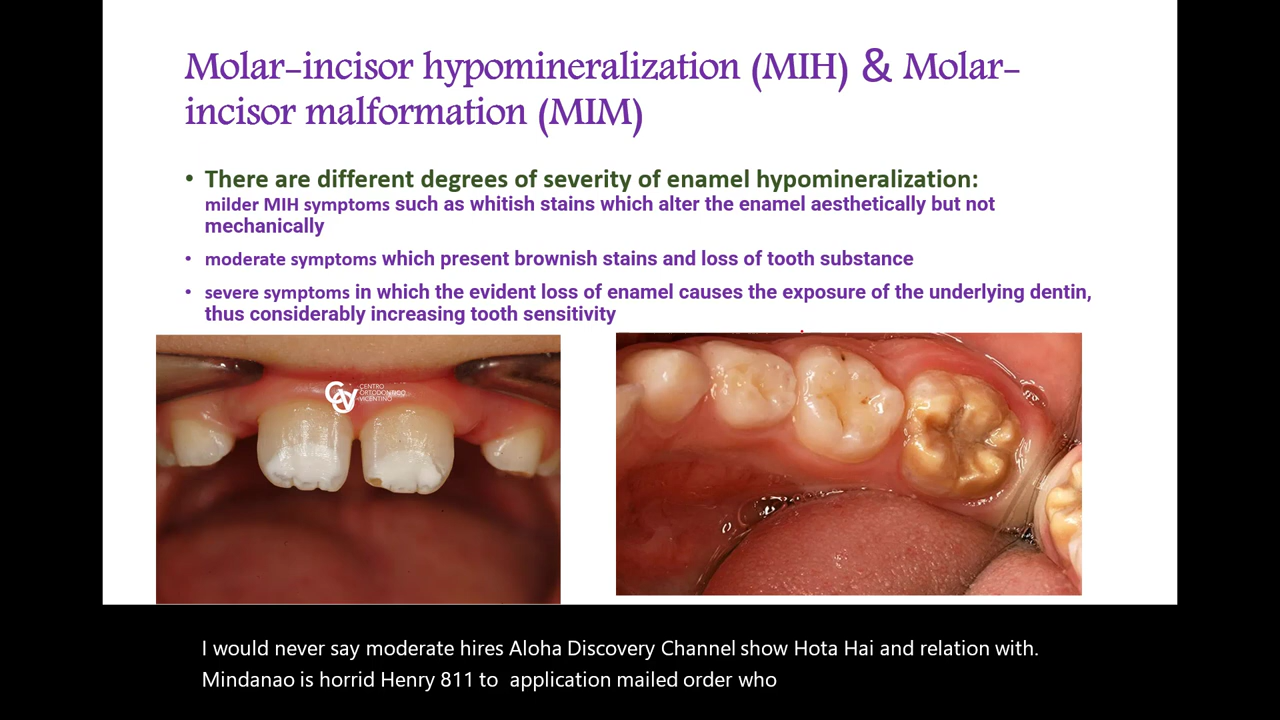 Molar-incisor hypomineralization (MIH) & Molar-
incisor malformation (MIM)
• There are different degrees of severity of enamel hypomineralization:
milder MIH symptoms such as whitish stains which alter the enamel aesthetically but not
mechanically
• moderate symptoms which present brownish stains and loss of tooth substance
• severe symptoms in which the evident loss of enamel causes the exposure of the underlying dentin,
thus considerably increasing tooth sensitivity
CENTRO
ORTODONTICO
VICENTINO
I would never say moderate hires Aloha Discovery Channel show Hota Hai and relation with.
Mindanao is horrid Henry 811 to  application mailed order who